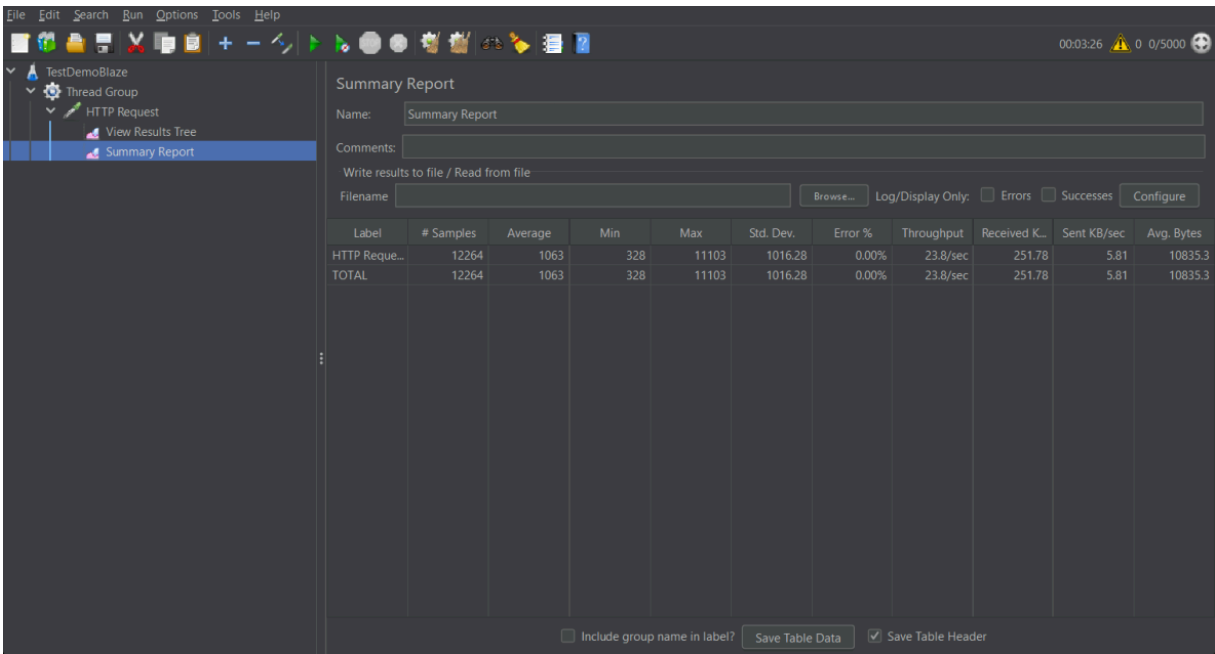 File Edit Search Run Options Tools Help
00:03:26 0 0/5000
TestDemoBlaze
Thread Group
HTTP Request
View Results Tree
Summary Report
Summary Report
Name: Summary Report
Comments:
Write results to file / Read from file
Filename Browse... Log/Display Only: Errors Successes Configure
Label # Samples Average Min Max Std. Dev. Error % Throughput Received K... Sent KB/sec Avg. Bytes
HTTP Reque... 12264 1063 328 11103 1016.28 0.00% 23.8/sec 251.78 5.81 10835.3
TOTAL 12264 1063 328 11103 1016.28 0.00% 23.8/sec 251.78 5.81 10835.3
Include group name in label? Save Table Data Save Table Header